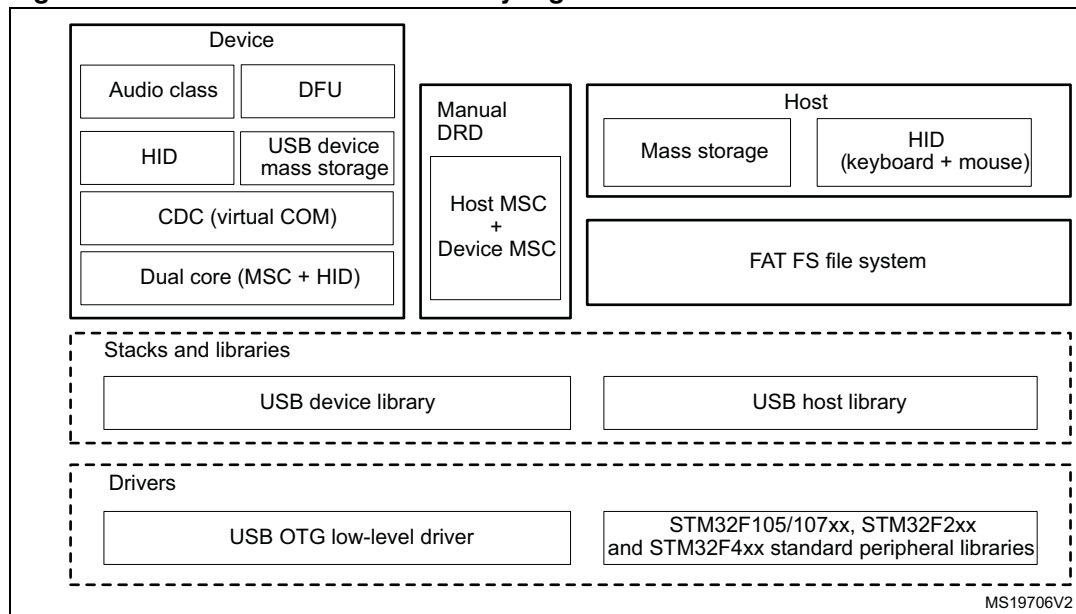 Device
Audio class
DFU
HID
USB device
mass storage
CDC (virtual COM)
Dual core (MSC + HID)
Manual
DRD
Host MSC
+
Device MSC
Host
Mass storage
HID
(keyboard + mouse)
FAT FS file system
Stacks and libraries
USB device library
USB host library
Drivers
USB OTG low-level driver
STM32F105/107xx, STM32F2xx
and STM32F4xx standard peripheral libraries
MS19706V2